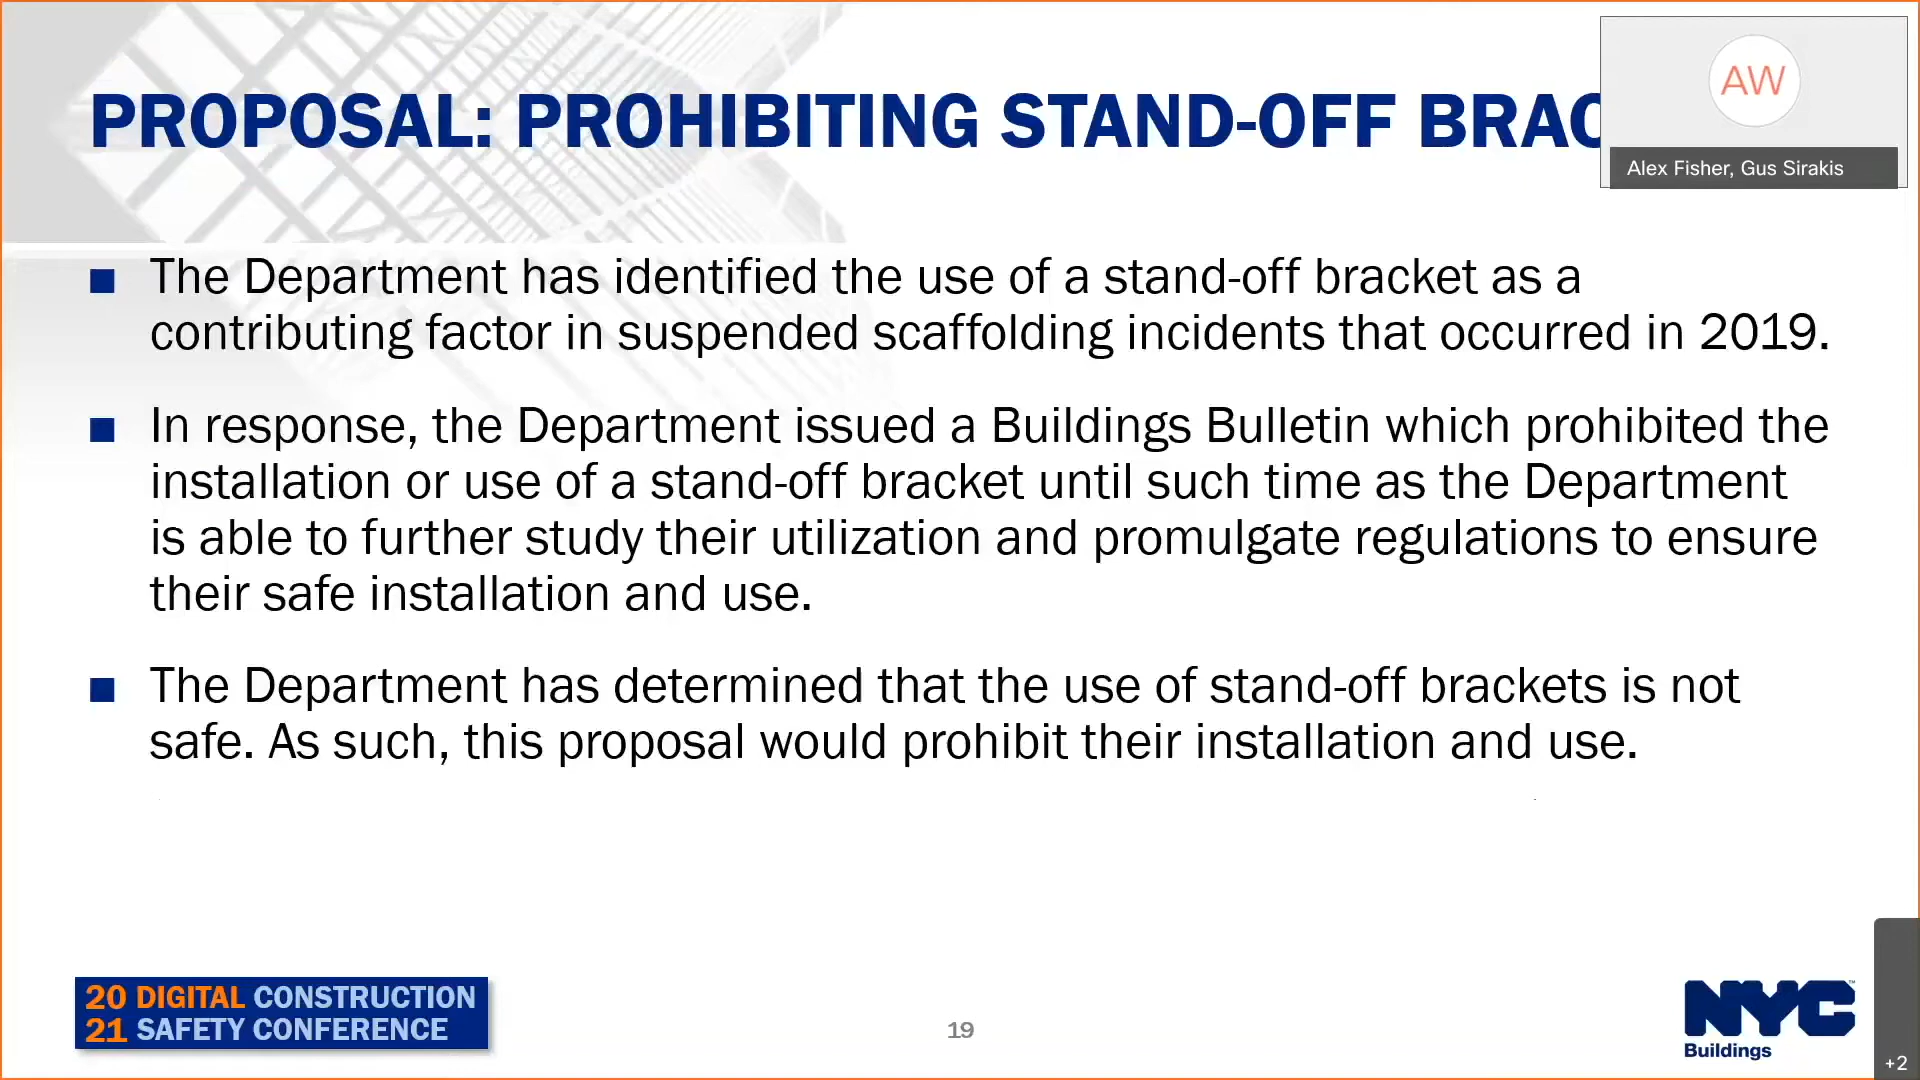 PROPOSAL: PROHIBITING STAND-OFF
AW
Alex Fisher, Gus Sirakis
■ The Department has identified the use of a stand-off bracket as a
contributing factor in suspended scaffolding incidents that occurred in 2019.
■ In response, the Department issued a Buildings Bulletin which prohibited the
installation or use of a stand-off bracket until such time as the Department
is able to further study their utilization and promulgate regulations to ensure
their safe installation and use.
■ The Department has determined that the use of stand-off brackets is not
safe. As such, this proposal would prohibit their installation and use.
20 DIGITAL CONSTRUCTION
21 SAFETY CONFERENCE
19
NYC™
Buildings
+2